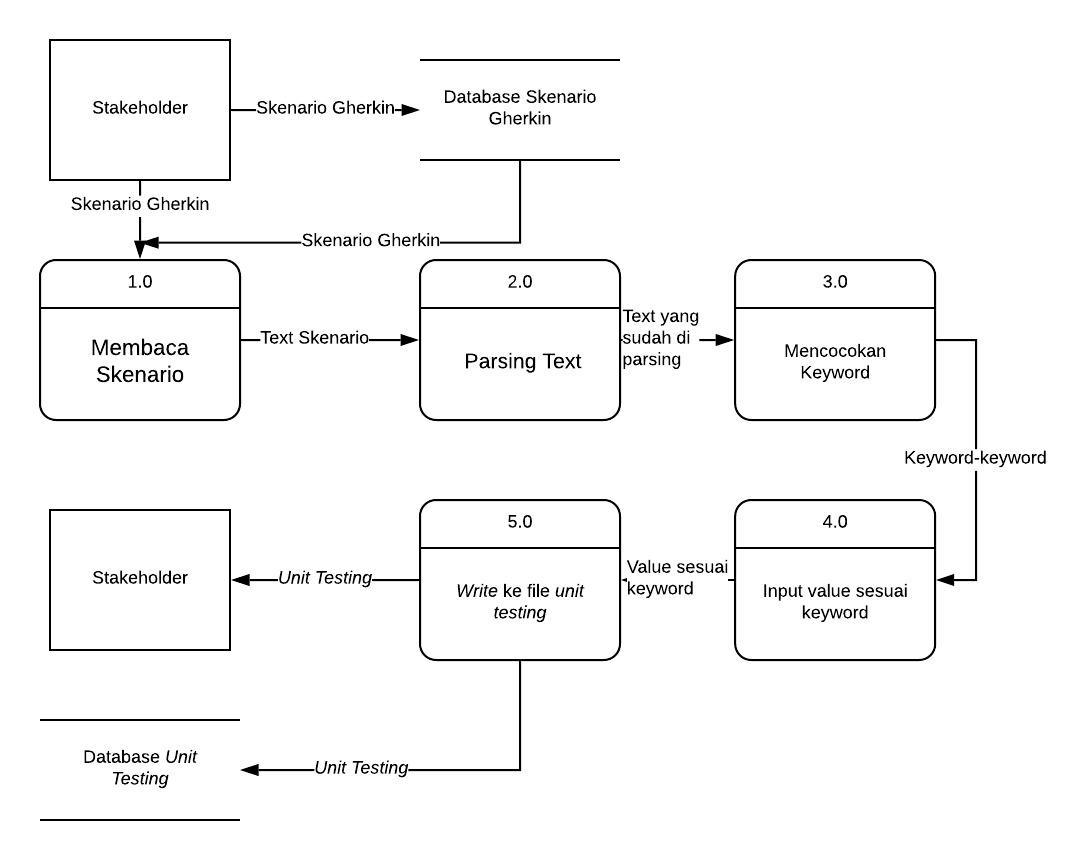 Stakeholder
Skenario Gherkin
Database Skenario
Gherkin
Skenario Gherkin
Skenario Gherkin
1.0
Membaca
Skenario
Text Skenario
2.0
Parsing Text
Text yang
sudah di
parsing
3.0
Mencocokan
Keyword
Keyword-keyword
4.0
Input value sesuai
keyword
Value sesuai
keyword
5.0
Write ke file unit
testing
Unit Testing
Stakeholder
Unit Testing
Database Unit
Testing